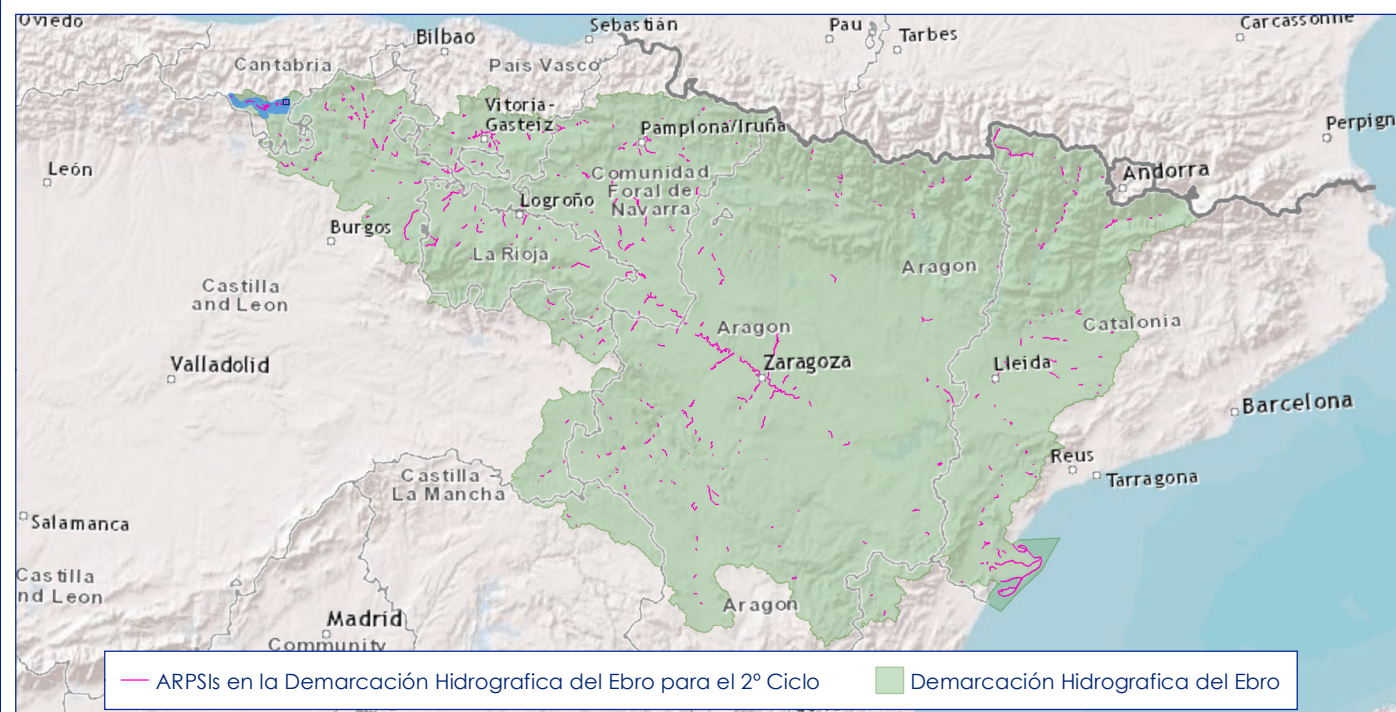 Oviedo
Sebastián
Pau
Carcassonne
Bilbao
Tarbes
Cantabria
País Vasco
Vitoria-
Gasteiz
Pamplona/Iruña
Perpign
León
Andorra
Comunidad
Foral de
Navarra
Logroño
Burgos
La Rioja
Aragon
Castilla
and Leon
Aragon
Catalonia
Valladolid
Zaragoza
Lleida
Barcelona
Reus
Castilla
La Mancha
Tarragona
Salamanca
Castilla
nd Leon
Aragon
Madrid
Community
ARPSIs en la Demarcación Hidrografica del Ebro para el 2º Ciclo
Demarcación Hidrografica del Ebro